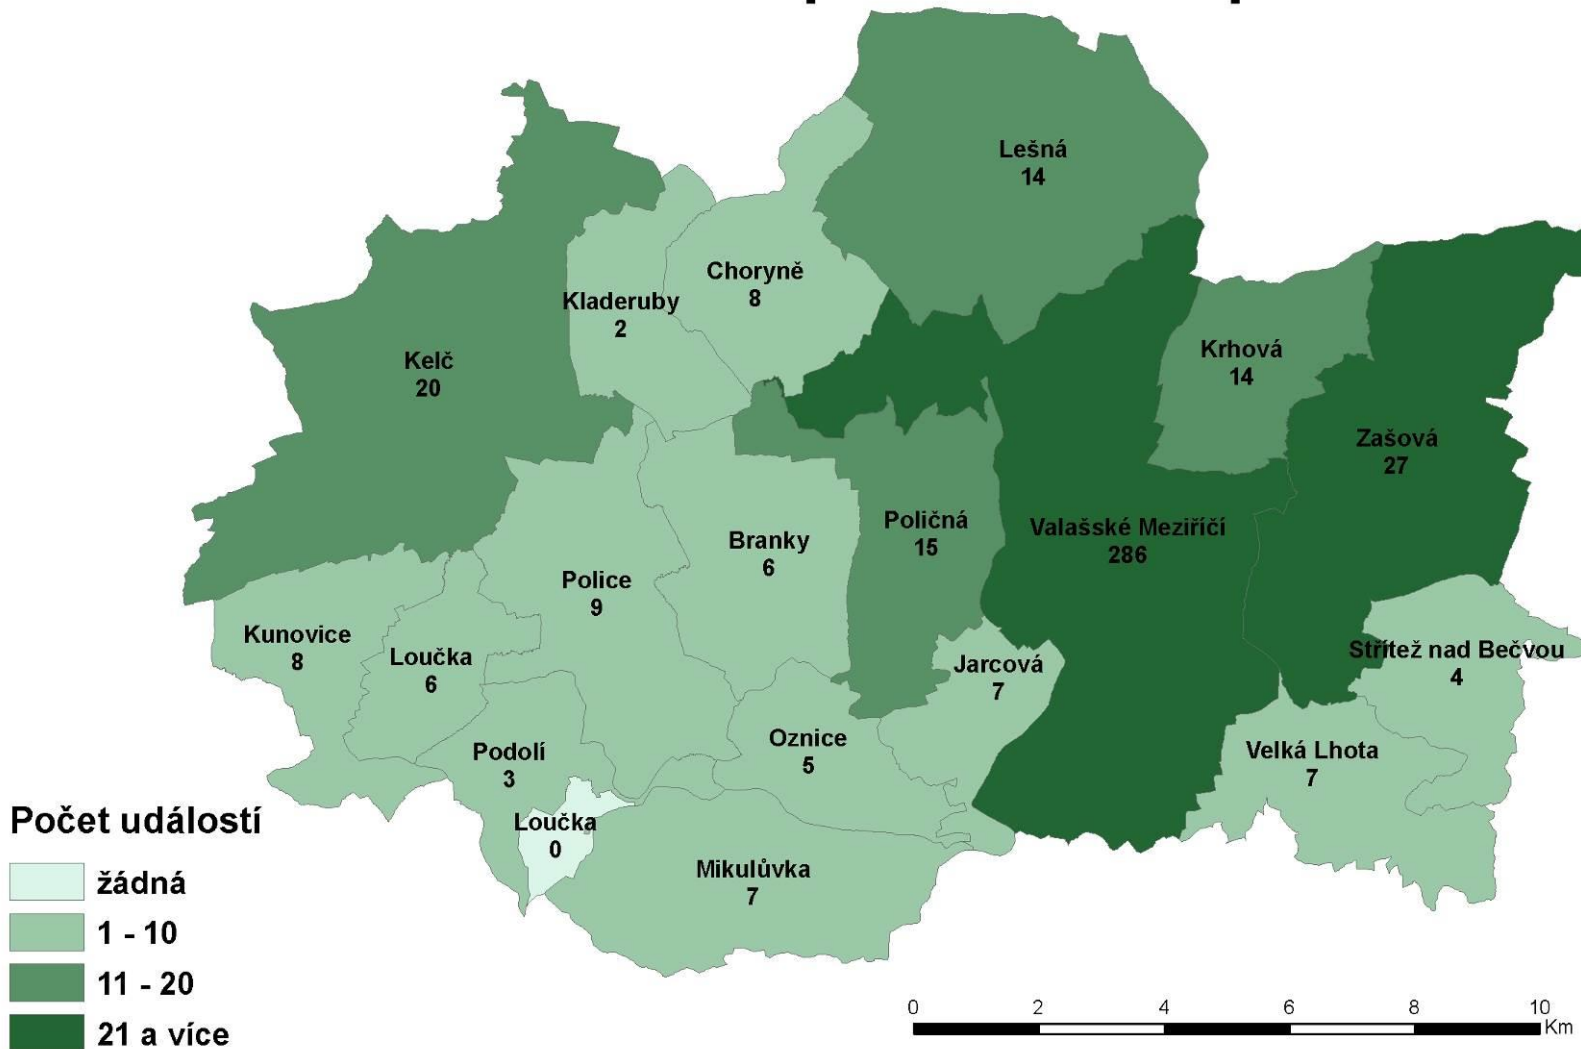 Lešná
14
Choryně
8
Kladeruby
2
Krhová
14
Kelč
20
Zašová
27
Poličná
15
Valašské Meziříčí
286
Branky
6
Police
9
Kunovice
8
Loučka
6
Jarcová
7
Střítež nad Bečvou
4
Oznice
5
Podolí
3
Velká Lhota
7
Loučka
0
Mikulůvka
7
Počet událostí
žádná
1 - 10
11 - 20
21 a více
0 2 4 6 8 10
Km